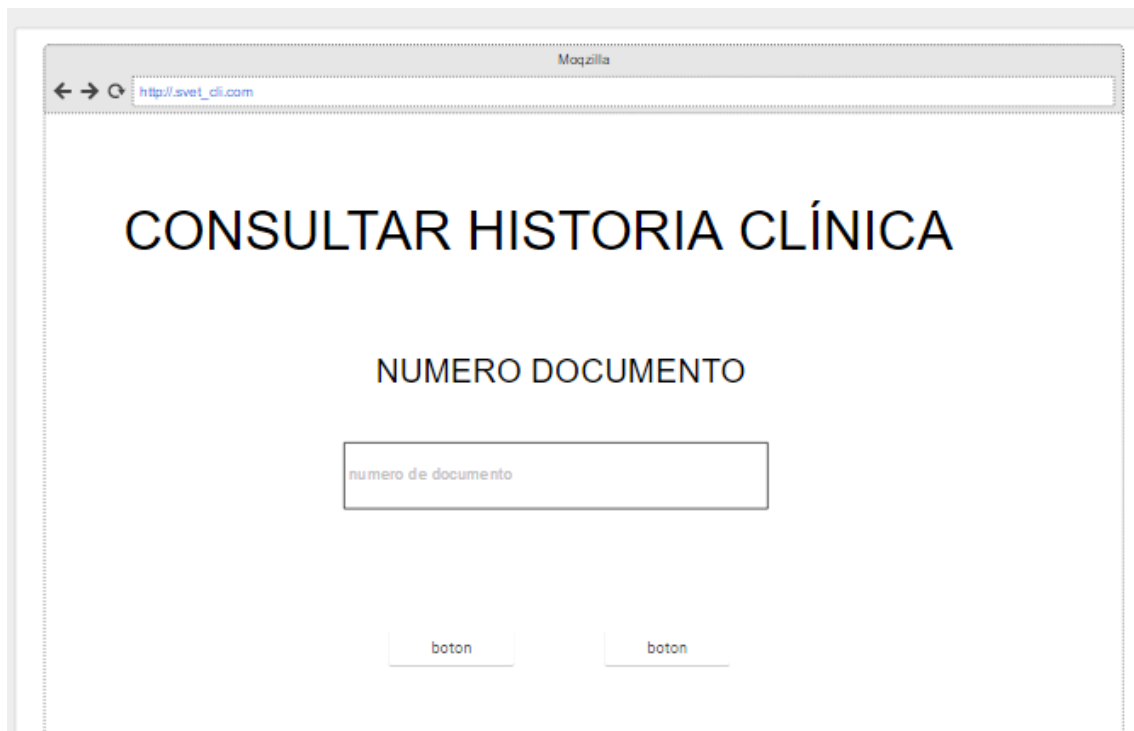 Moqzilla
http://.svet_cli.com
CONSULTAR HISTORIA CLÍNICA
NUMERO DOCUMENTO
numero de documento
boton boton